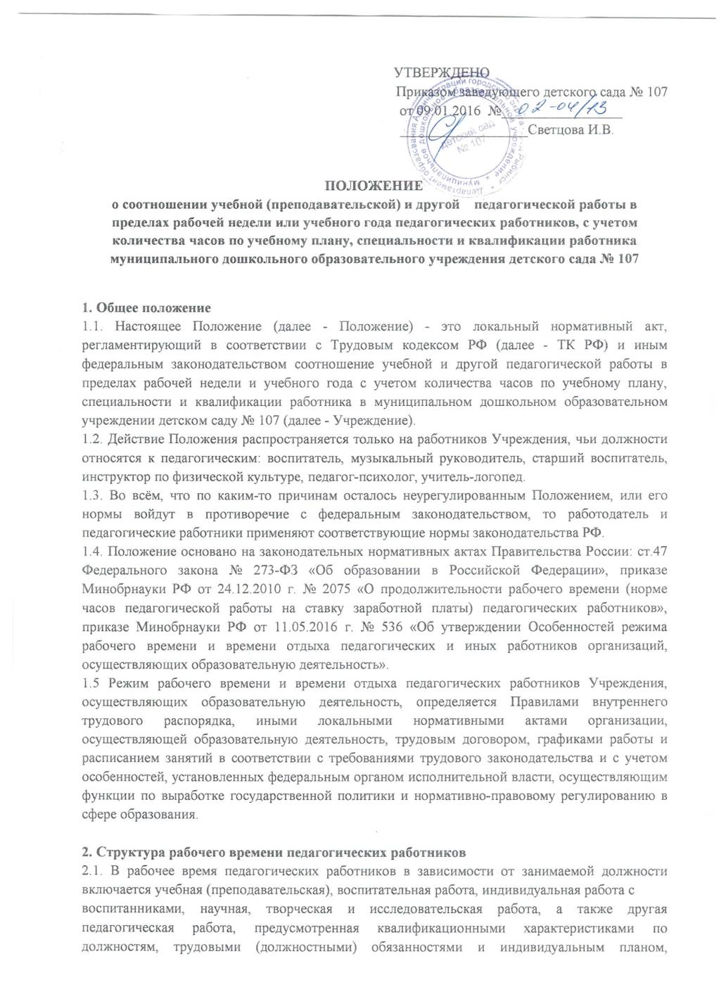 УТВЕРЖДЕНО
Приказом заведующего детского сада № 107
от 09.01.2016 № 02-04/13
Светцова И.В.
детский сад
№ 107
ПОЛОЖЕНИЕ
о соотношении учебной (преподавательской) и другой педагогической работы в
пределах рабочей недели или учебного года педагогических работников, с учетом
количества часов по учебному плану, специальности и квалификации работника
муниципального дошкольного образовательного учреждения детского сада № 107
1. Общее положение
1.1. Настоящее Положение (далее - Положение) - это локальный нормативный акт,
регламентирующий в соответствии с Трудовым кодексом РФ (далее - ТК РФ) и иным
федеральным законодательством соотношение учебной и другой педагогической работы в
пределах рабочей недели и учебного года с учетом количества часов по учебному плану,
специальности и квалификации работника в муниципальном дошкольном образовательном
учреждении детском саду № 107 (далее - Учреждение).
1.2. Действие Положения распространяется только на работников Учреждения, чьи должности
относятся к педагогическим: воспитатель, музыкальный руководитель, старший воспитатель,
инструктор по физической культуре, педагог-психолог, учитель-логопед.
1.3. Во всём, что по каким-то причинам осталось неурегулированным Положением, или его
нормы войдут в противоречие с федеральным законодательством, то работодатель и
педагогические работники применяют соответствующие нормы законодательства РФ.
1.4. Положение основано на законодательных нормативных актах Правительства России: ст.47
Федерального закона № 273-ФЗ «Об образовании в Российской Федерации», приказе
Минобрнауки РФ от 24.12.2010 г. № 2075 «О продолжительности рабочего времени (норме
часов педагогической работы на ставку заработной платы) педагогических работников»,
приказе Минобрнауки РФ от 11.05.2016 г. № 536 «Об утверждении Особенностей режима
рабочего времени и времени отдыха педагогических и иных работников организаций,
осуществляющих образовательную деятельность».
1.5 Режим рабочего времени и времени отдыха педагогических работников Учреждения,
осуществляющих образовательную деятельность, определяется Правилами внутреннего
трудового распорядка, иными локальными нормативными актами организации,
осуществляющей образовательную деятельность, трудовым договором, графиками работы и
расписанием занятий в соответствии с требованиями трудового законодательства и с учетом
особенностей, установленных федеральным органом исполнительной власти, осуществляющим
функции по выработке государственной политики и нормативно-правовому регулированию в
сфере образования.
2. Структура рабочего времени педагогических работников
2.1. В рабочее время педагогических работников в зависимости от занимаемой должности
включается учебная (преподавательская), воспитательная работа, индивидуальная работа с
воспитанниками, научная, творческая и исследовательская работа, а также другая
педагогическая работа, предусмотренная квалификационными характеристиками по
должностям, трудовыми (должностными) обязанностями и индивидуальным планом,